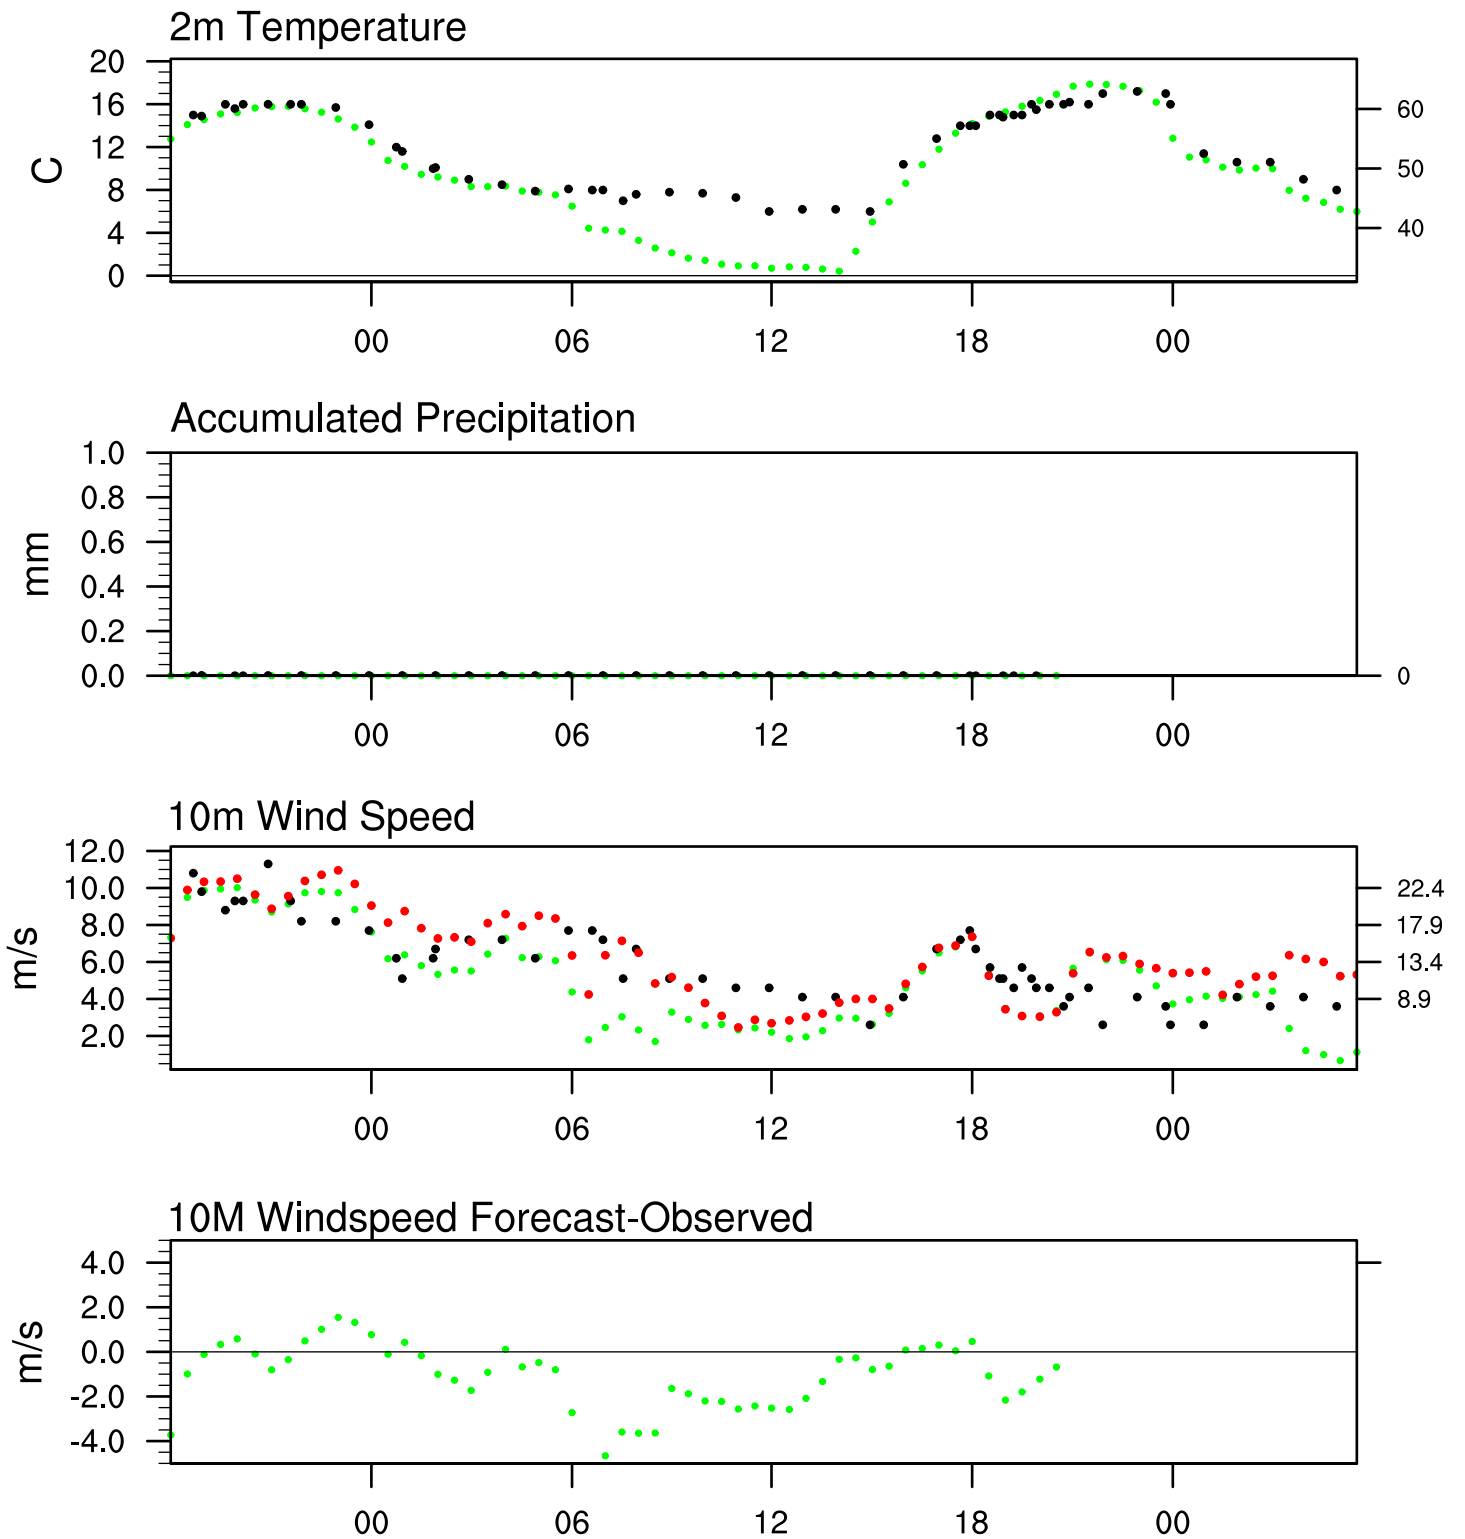 2m Temperature
20
16
12
8
4
0
C
60
50
40
00 06 12 18 00
Accumulated Precipitation
1.0
0.8
0.6
0.4
0.2
0.0
mm
0
00 06 12 18 00
10m Wind Speed
12.0
10.0
8.0
6.0
4.0
2.0
m/s
22.4
17.9
13.4
8.9
00 06 12 18 00
10M Windspeed Forecast-Observed
4.0
2.0
0.0
-2.0
-4.0
m/s
00 06 12 18 00